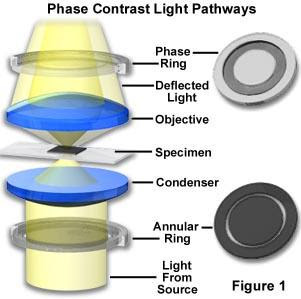 Phase Contrast Light Pathways
Phase
Ring
Deflected
Light
Objective
Specimen
Condenser
Annular
Ring
Light
From
Source
Figure 1